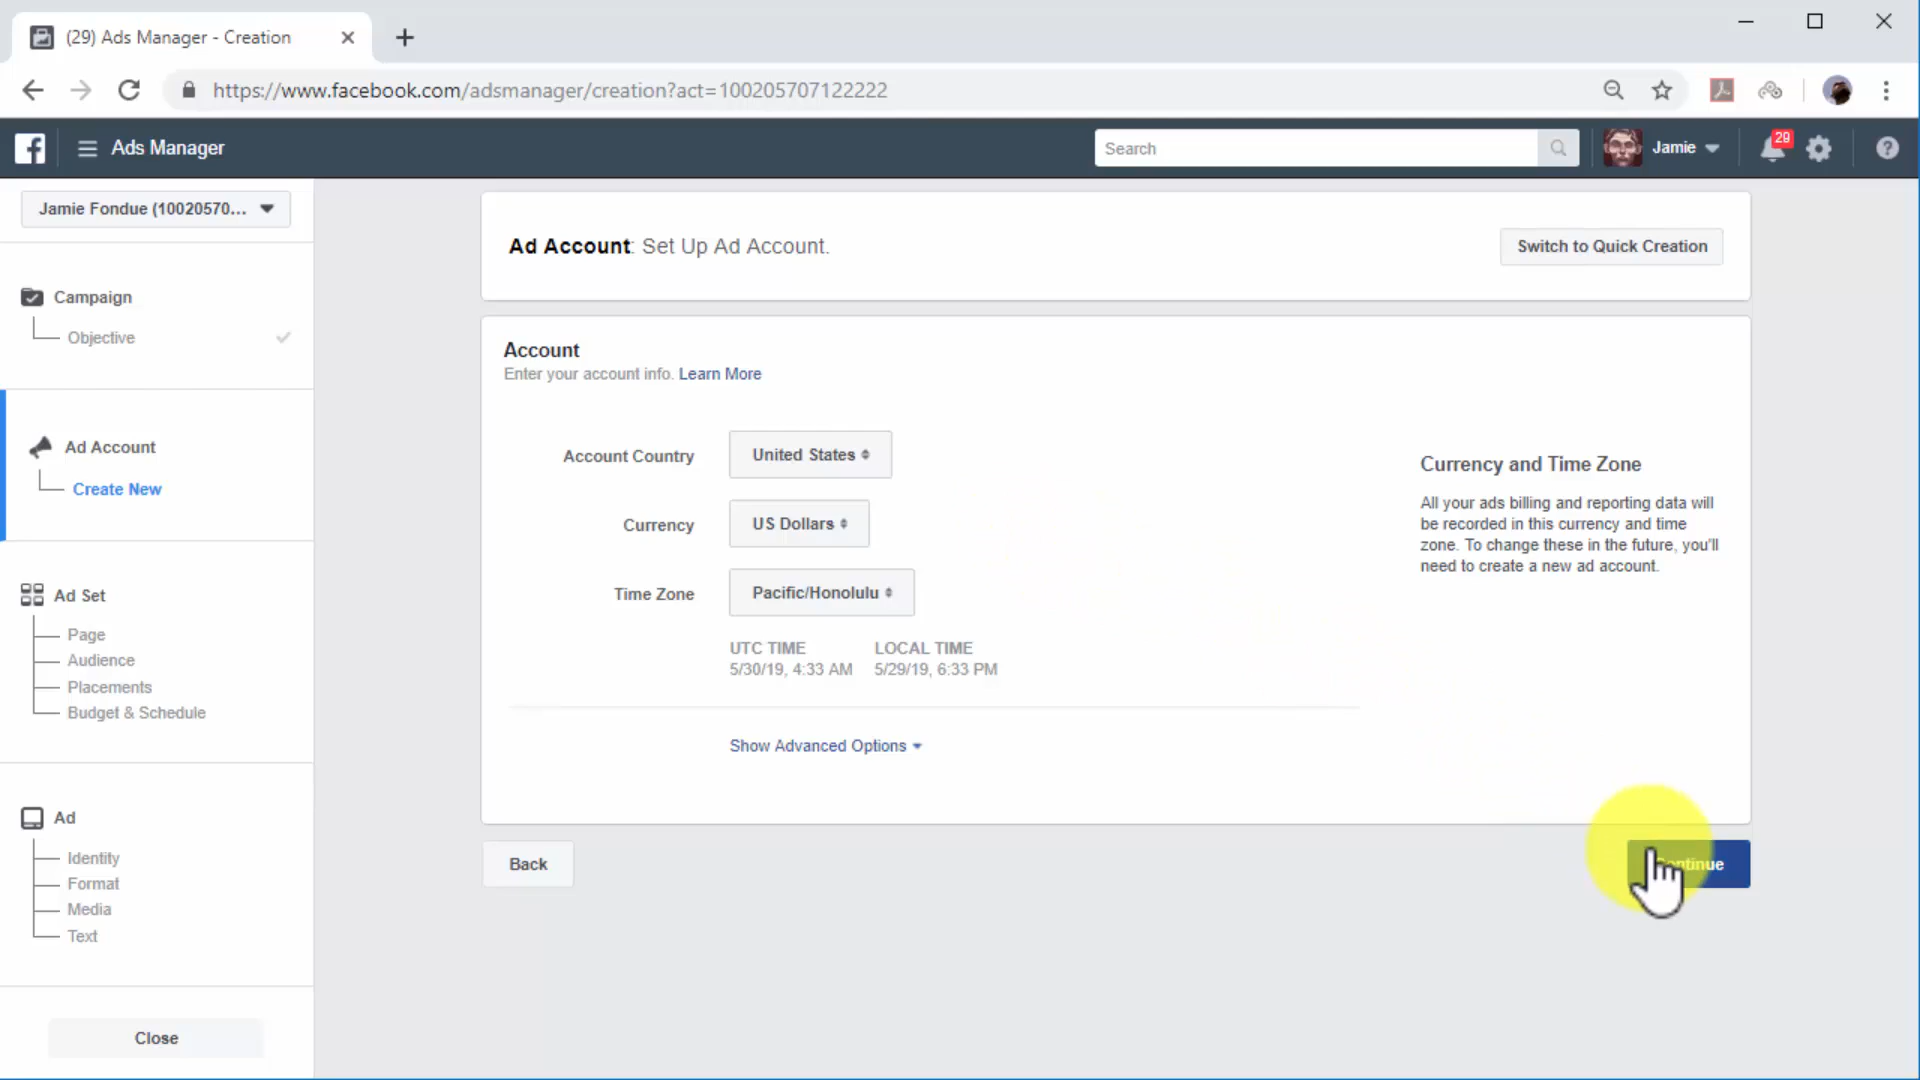 (29) Ads Manager - Creation
https://www.facebook.com/adsmanager/creation?act=100205707122222
Ads Manager
Search
Jamie
29
Jamie Fondue (10020570...
Campaign
Objective
Ad Account
Create New
Ad Set
Page
Audience
Placements
Budget & Schedule
Ad
Identity
Format
Media
Text
Close
Ad Account: Set Up Ad Account.
Switch to Quick Creation
Account
Enter your account info. Learn More
Account Country
United States
Currency
US Dollars
Time Zone
Pacific/Honolulu
UTC TIME
5/30/19, 4:33 AM
LOCAL TIME
5/29/19, 6:33 PM
Show Advanced Options
Currency and Time Zone
All your ads billing and reporting data will
be recorded in this currency and time
zone. To change these in the future, you'll
need to create a new ad account.
Back
Continue